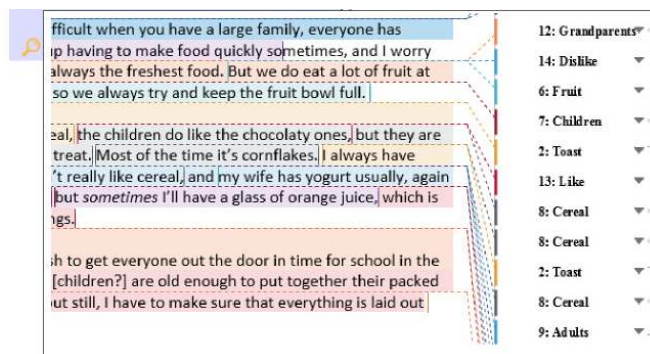 fficult when you have a large family, everyone has
up having to make food quickly sometimes, and I worry
always the freshest food. But we do eat a lot of fruit at
so we always try and keep the fruit bowl full.
eal, the children do like the chocolaty ones, but they are
treat. Most of the time it's cornflakes. I always have
't really like cereal, and my wife has yogurt usually, again
but sometimes I'll have a glass of orange juice, which is
ngs.
sh to get everyone out the door in time for school in the
[children?] are old enough to put together their packed
out still, I have to make sure that everything is laid out
12: Grandparents
14: Dislike
6: Fruit
7: Children
2: Toast
13: Like
8: Cereal
8: Cereal
2: Toast
8: Cereal
9: Adults